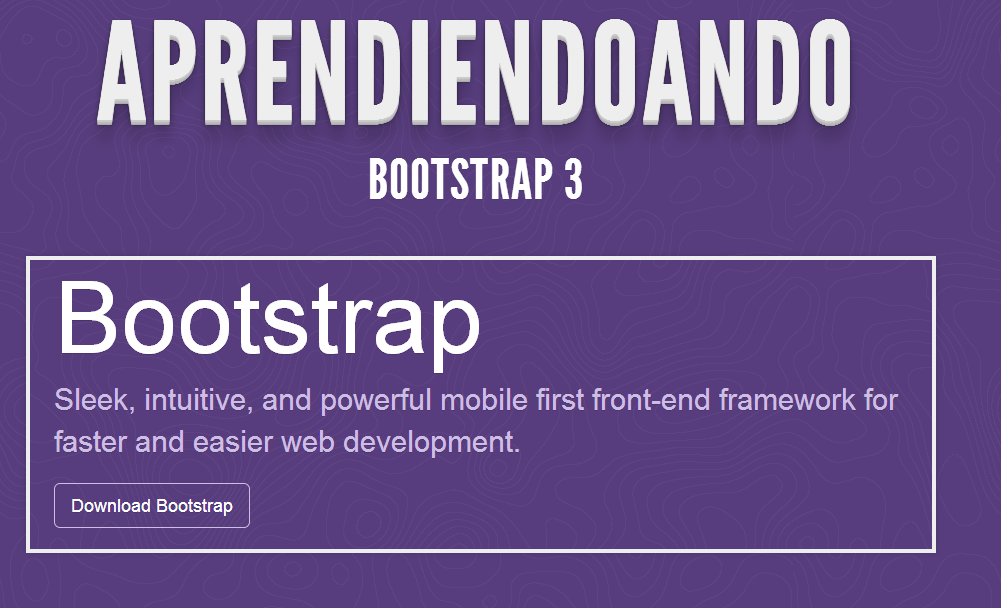 APRENDIENDOANDO
BOOTSTRAP 3
Bootstrap
Sleek, intuitive, and powerful mobile first front-end framework for
faster and easier web development.
Download Bootstrap